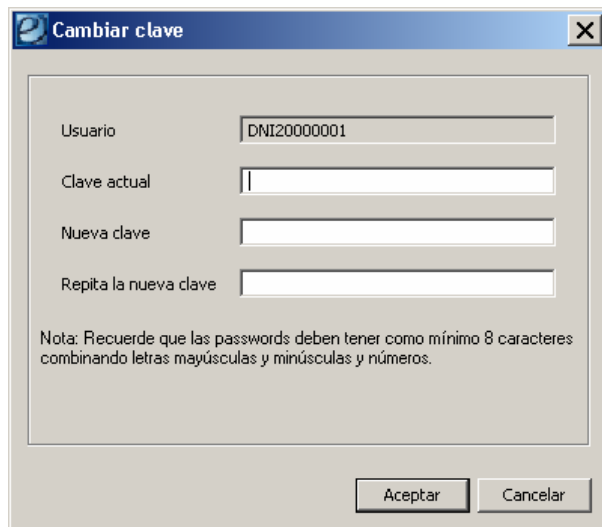 Cambiar clave
Usuario DNI20000001
Clave actual
Nueva clave
Repita la nueva clave
Nota: Recuerde que las passwords deben tener como mínimo 8 caracteres
combinando letras mayúsculas y minúsculas y números.
Aceptar Cancelar